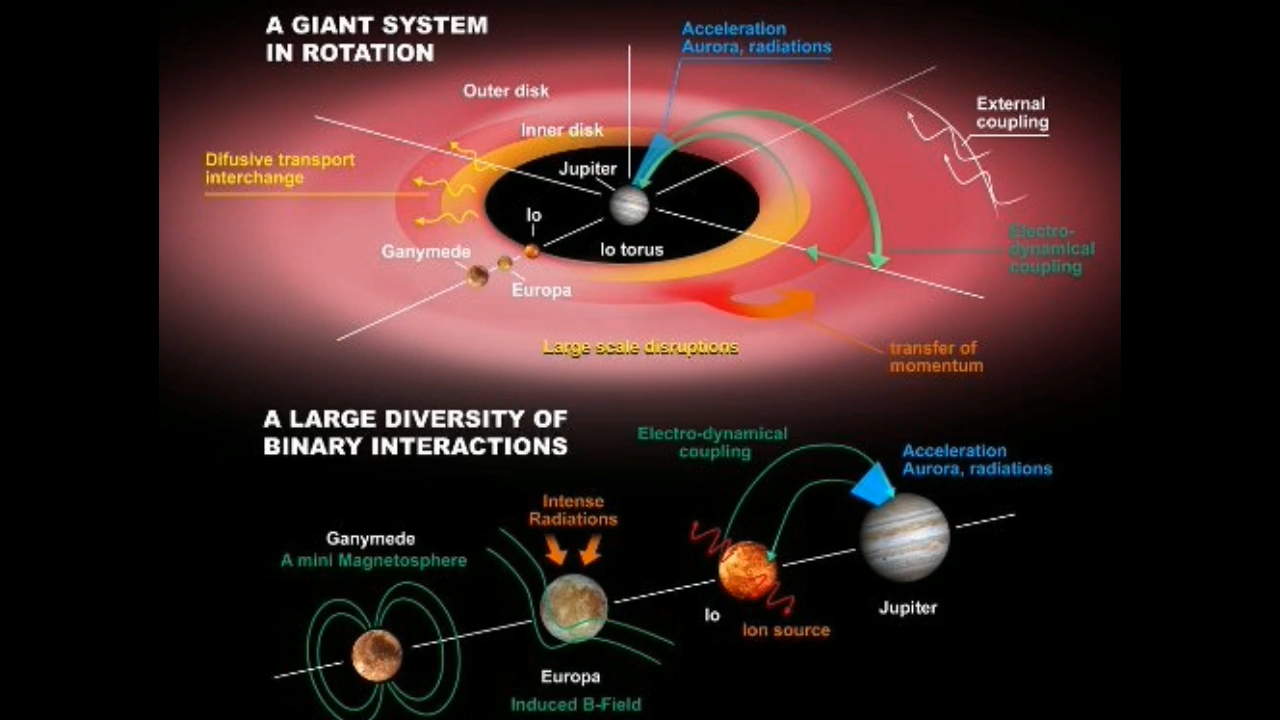 A GIANT SYSTEM
IN ROTATION
Acceleration
Aurora, radiations
Outer disk
External
coupling
Inner disk
Difusive transport
interchange
Jupiter
Io
Electro-
dynamical
coupling
Ganymede
Io torus
Europa
Large scale disruptions
transfer of
momentum
A LARGE DIVERSITY OF
BINARY INTERACTIONS
Electro-dynamical
coupling
Acceleration
Aurora, radiations
Intense
Radiations
Ganymede
A mini Magnetosphere
Io
Jupiter
Ion source
Europa
Induced B-Field